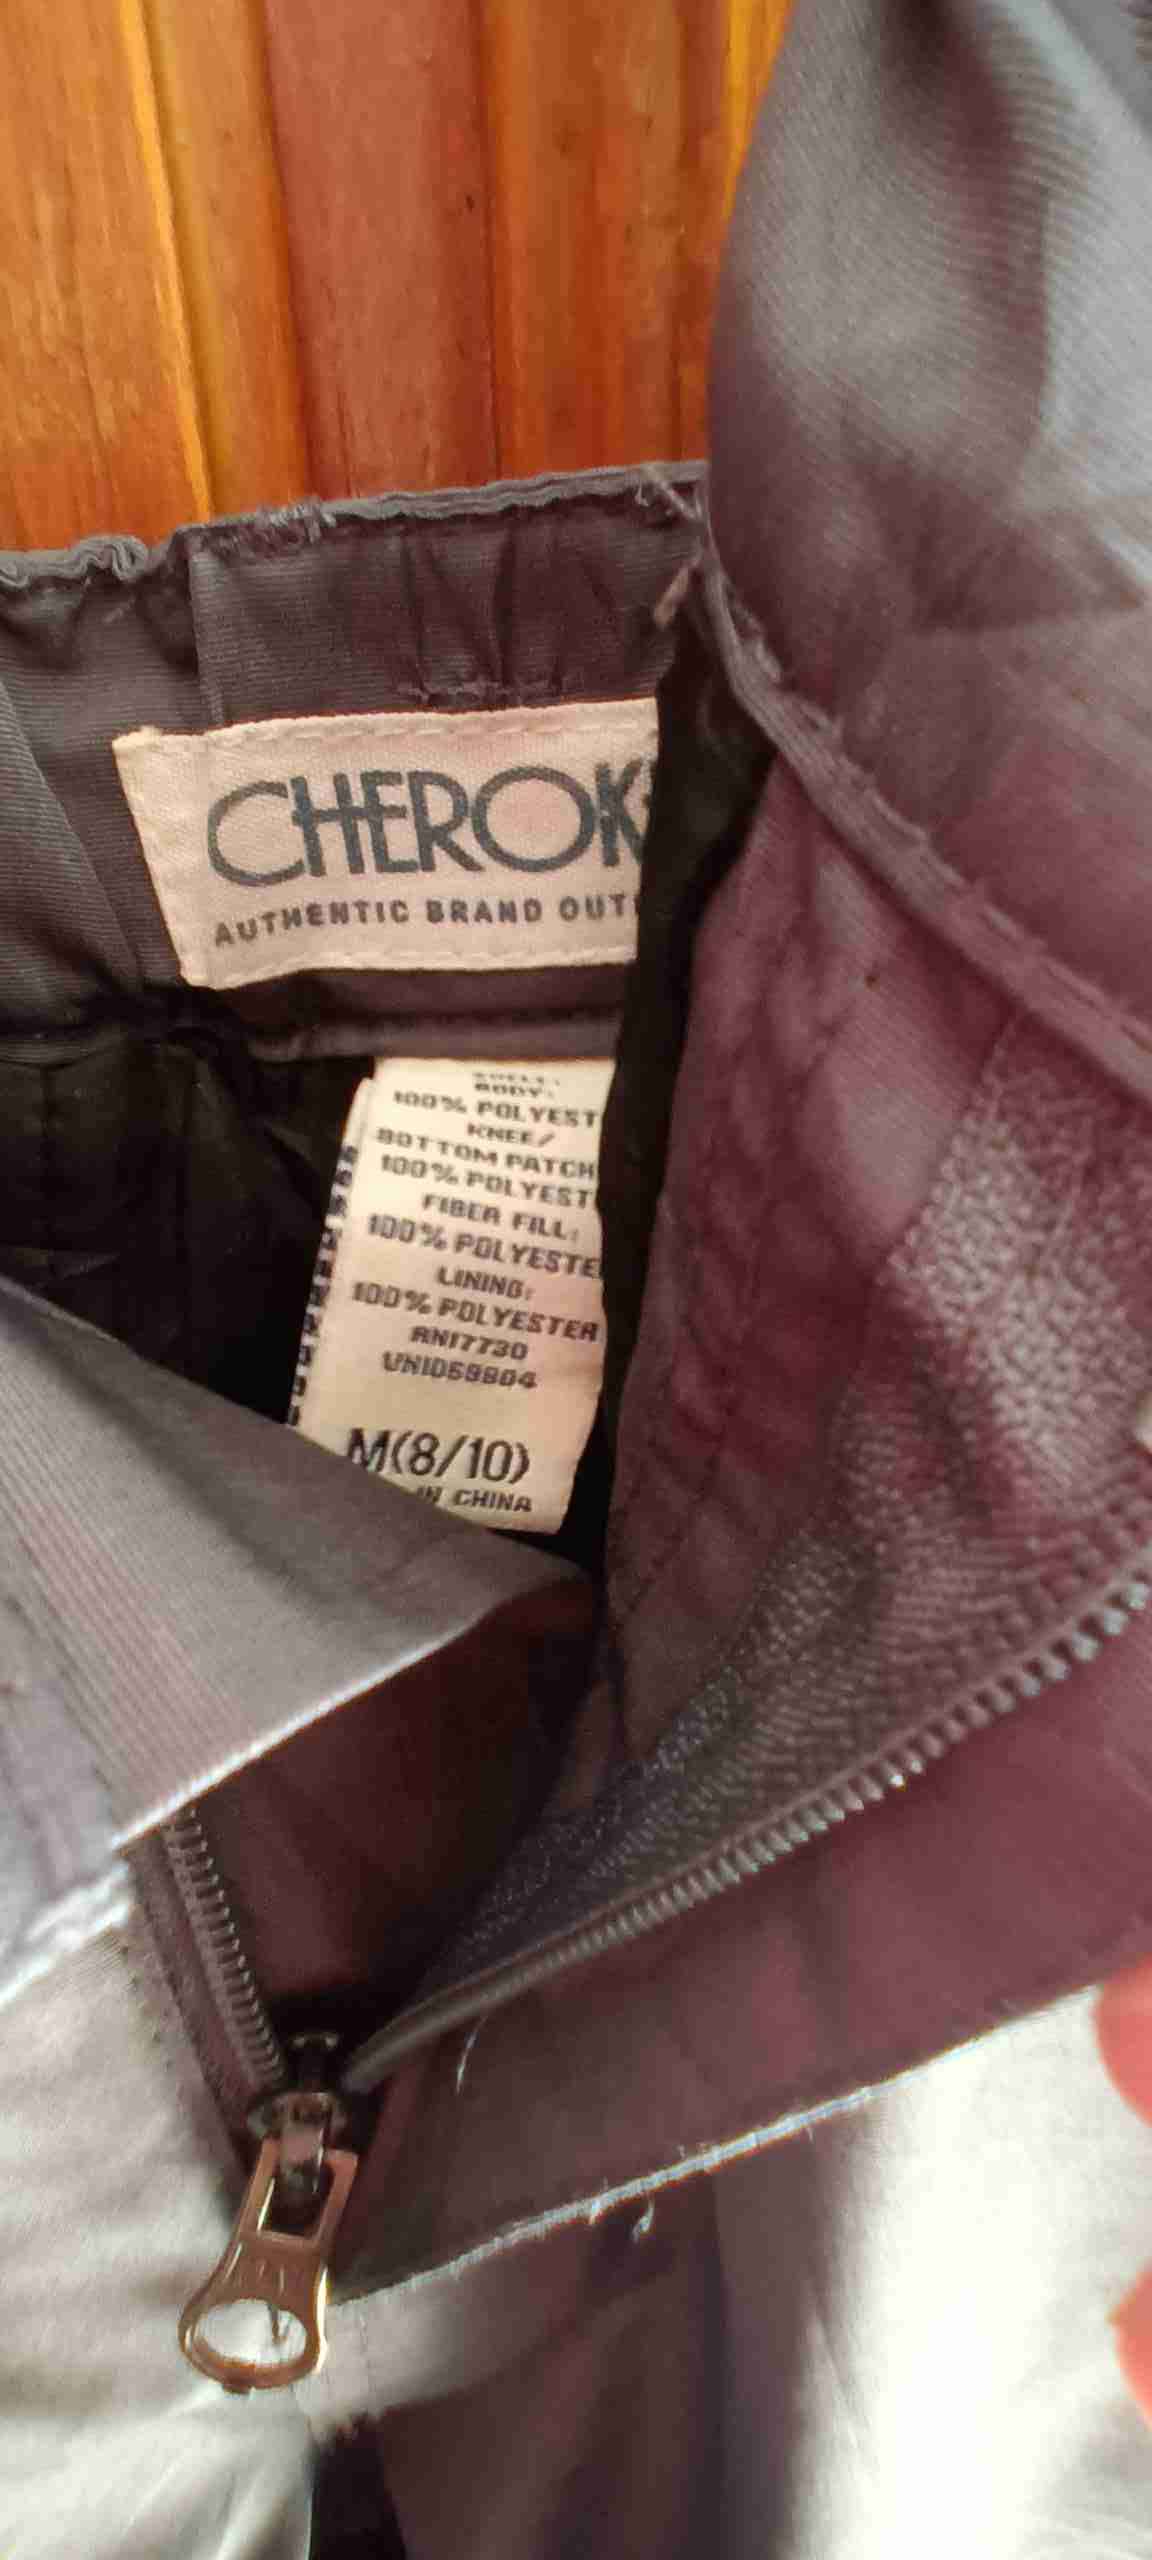 CHEROK
AUTHENTIC BRAND OUT
BODY:
100% POLYEST
KNEE/
BOTTOM PATCH
100% POLYEST
FIBER FILL:
100% POLYESTE
LINING:
100% POLYESTER
RN17730
M(8/10)
IN CHINA